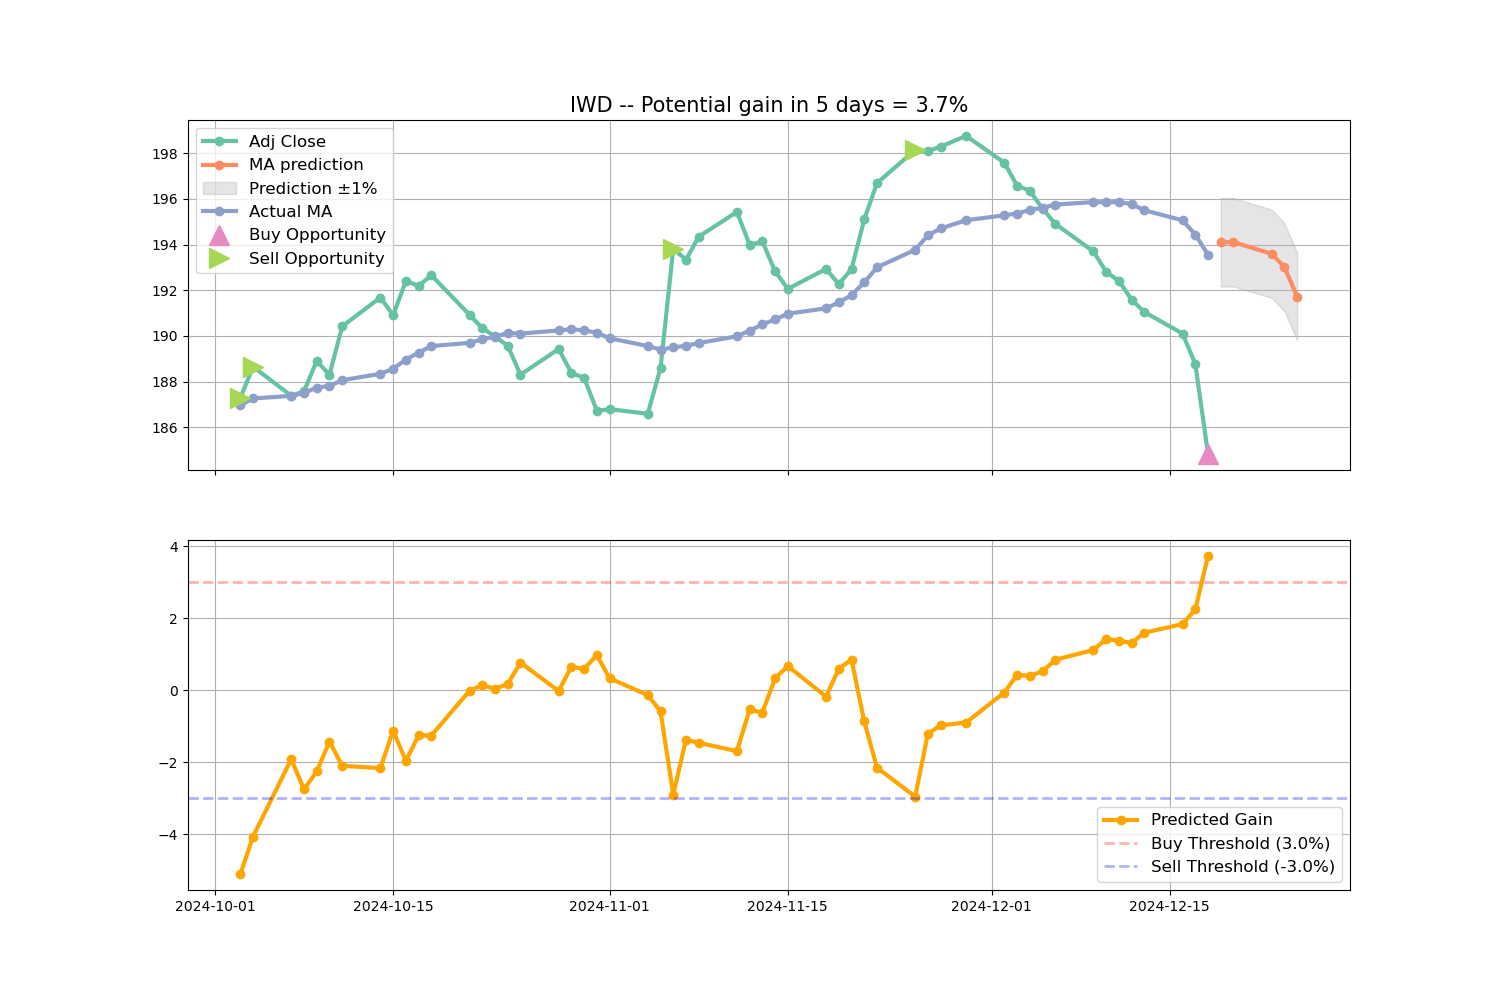 IWD -- Potential gain in 5 days = 3.7%
Adj Close
MA prediction
Prediction ±1%
Actual MA
Buy Opportunity
Sell Opportunity
198
196
194
192
190
188
186
4
2
0
−2
−4
Predicted Gain
Buy Threshold (3.0%)
Sell Threshold (-3.0%)
2024-10-01
2024-10-15
2024-11-01
2024-11-15
2024-12-01
2024-12-15